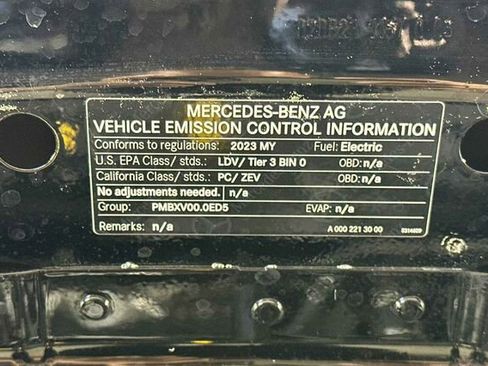 MERCEDES-BENZ AG
VEHICLE EMISSION CONTROL INFORMATION
Conforms to regulations: 2023 MY Fuel: Electric
U.S. EPA Class/ stds.: LDV/ Tier 3 BIN 0 OBD: n/a
California Class/ stds.: PC/ ZEV OBD: n/a
No adjustments needed. n/a
Group: PMBXV00.0ED5 EVAP: n/a
Remarks: n/a A 000 221 30 00